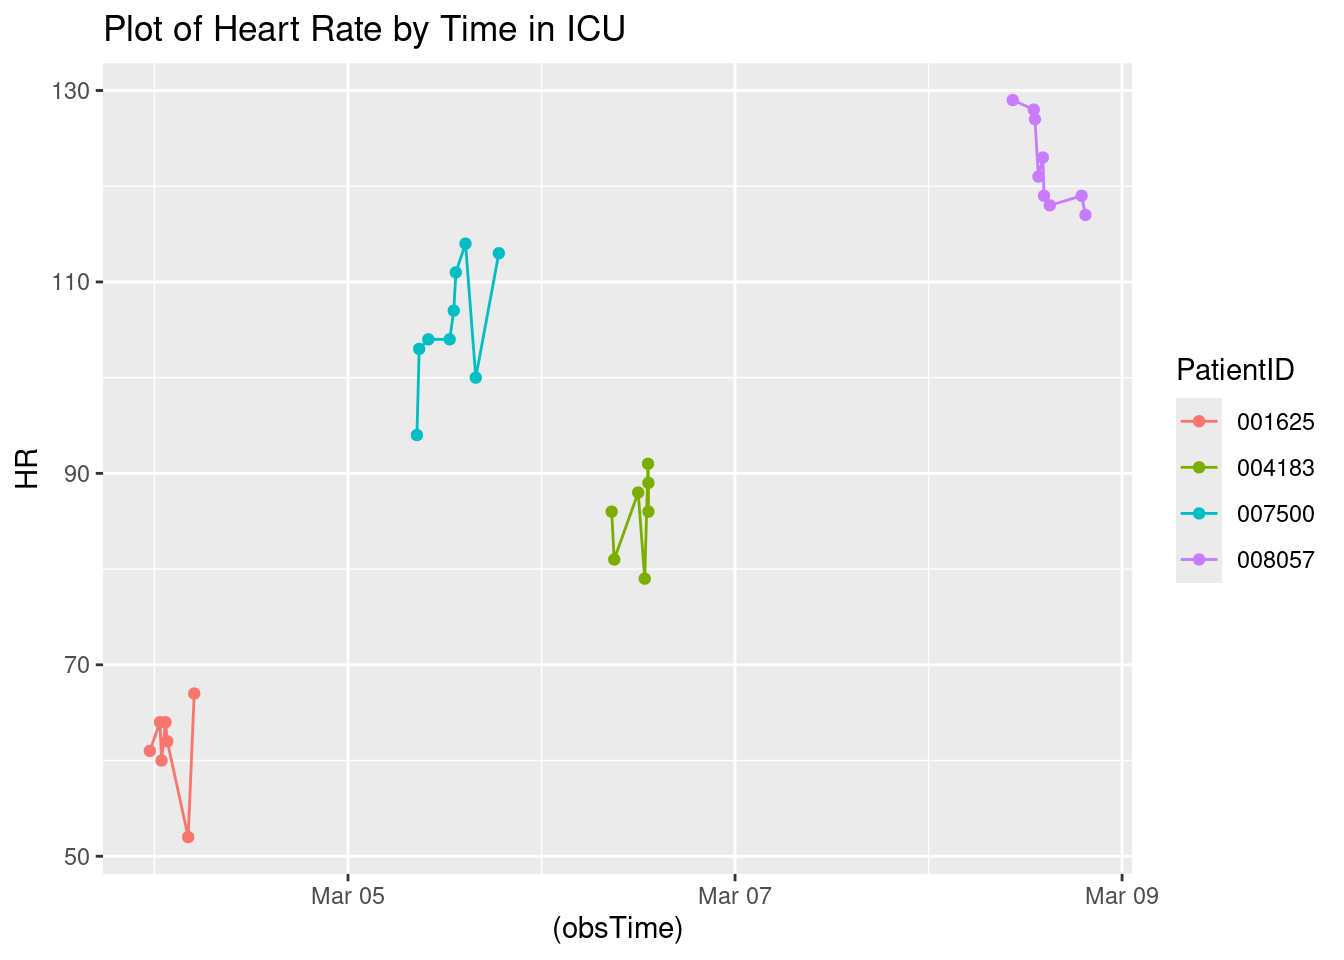 Plot of Heart Rate by Time in ICU
130
110
90
70
50
HR
Mar 05
Mar 07
Mar 09
(obsTime)
PatientID
001625
004183
007500
008057